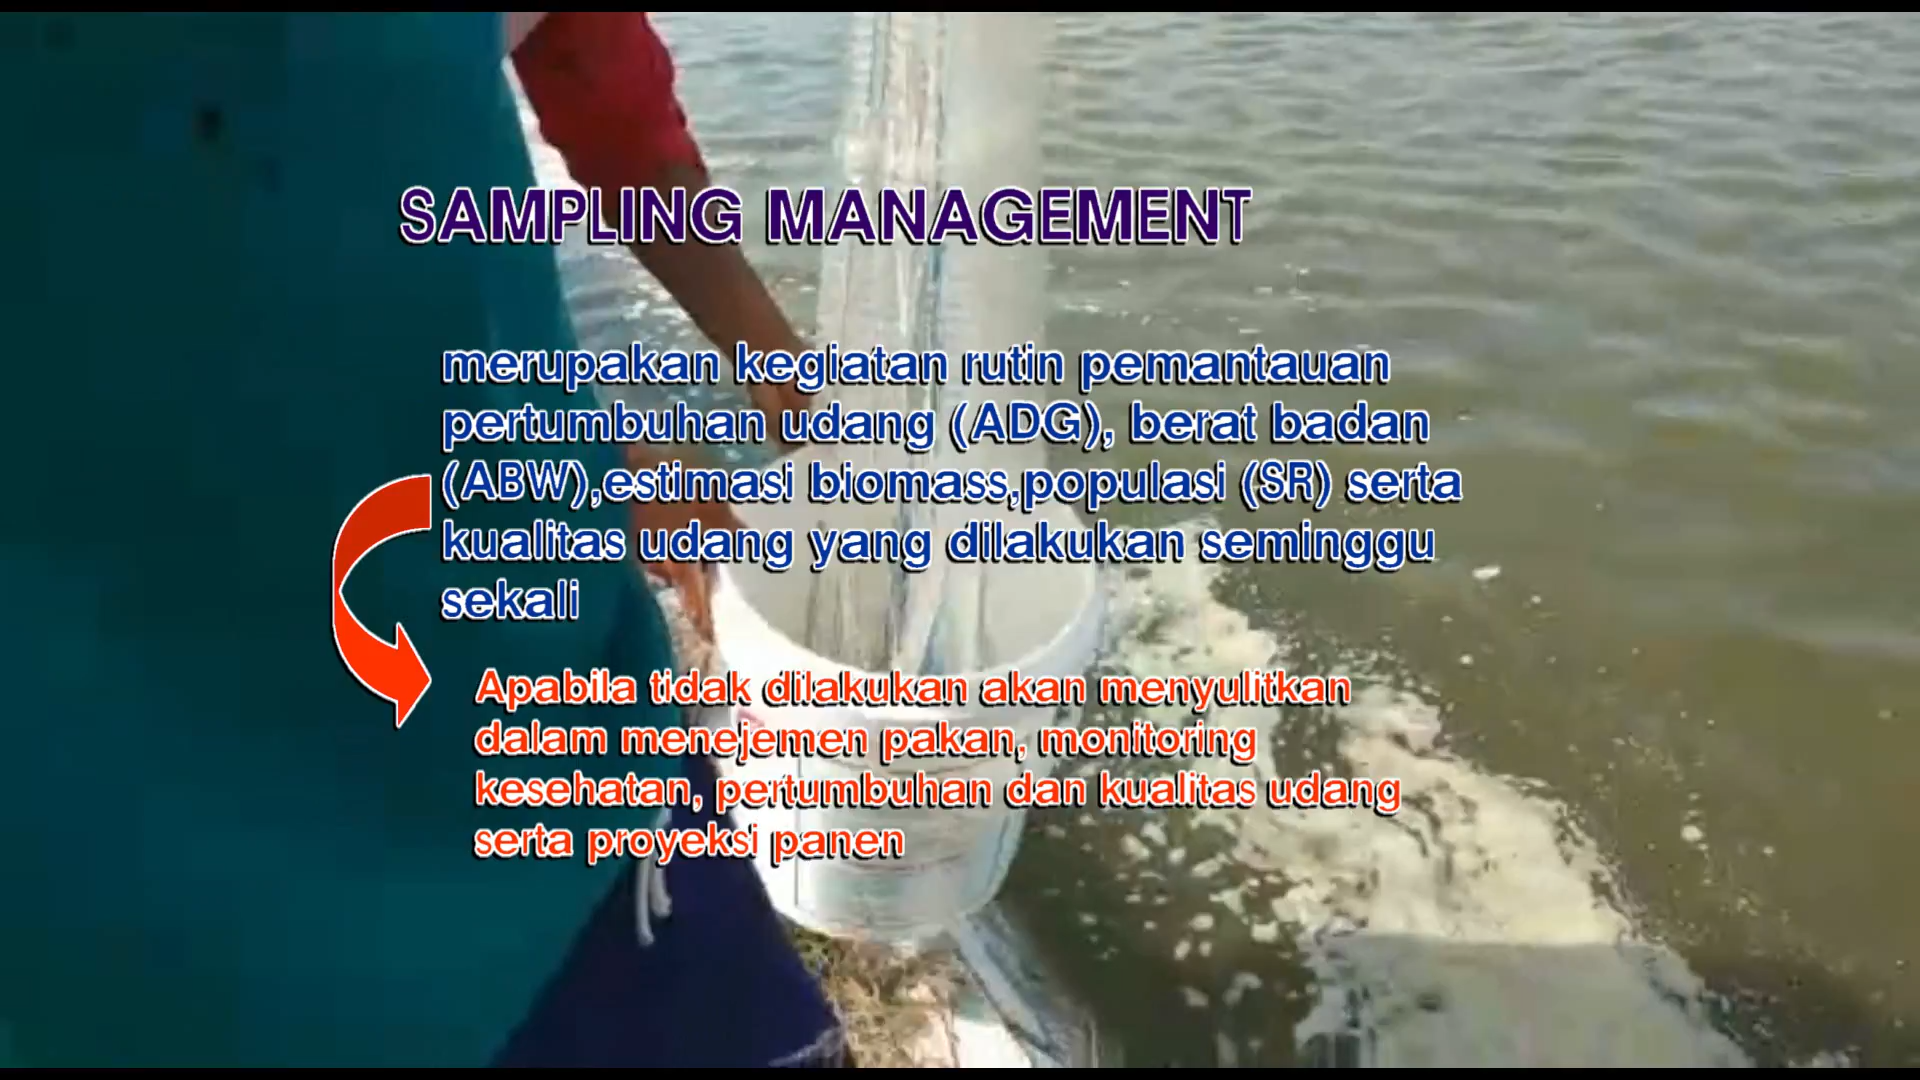 SAMPLING MANAGEMENT
merupakan kegiatan rutin pemantauan
pertumbuhan udang (ADG), berat badan
(ABW),estimasi biomass,populasi (SR) serta
kualitas udang yang dilakukan seminggu
sekali
Apabila tidak dilakukan akan menyulitkan
dalam menejemen pakan, monitoring
kesehatan, pertumbuhan dan kualitas udang
serta proyeksi panen